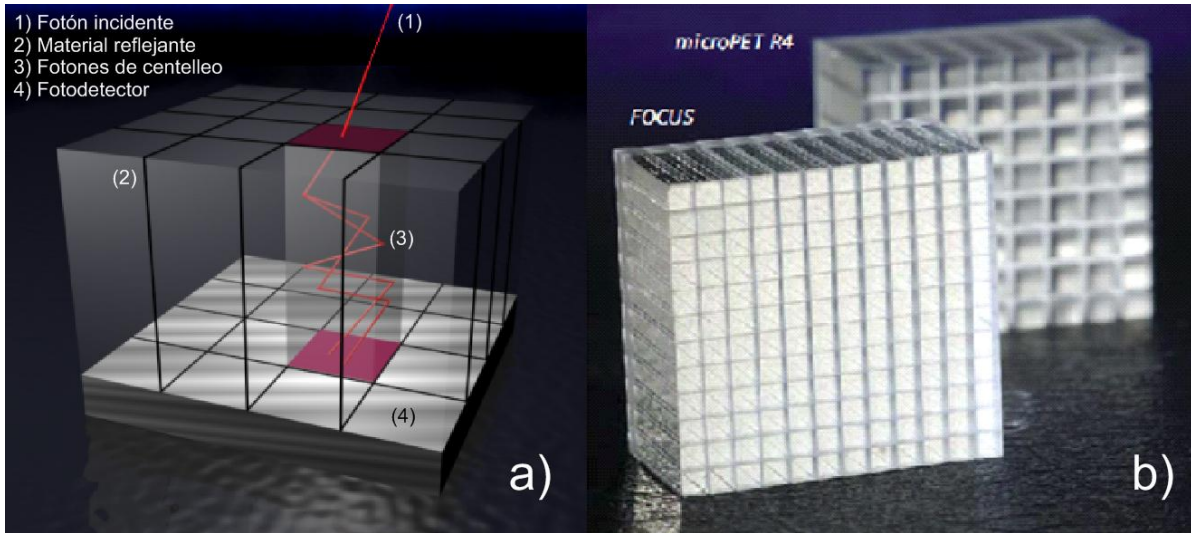 1) Fotón incidente
2) Material reflejante
3) Fotones de centelleo
4) Fotodetector
(1)
(2)
(3)
(4)
a)
microPET R4
FOCUS
b)